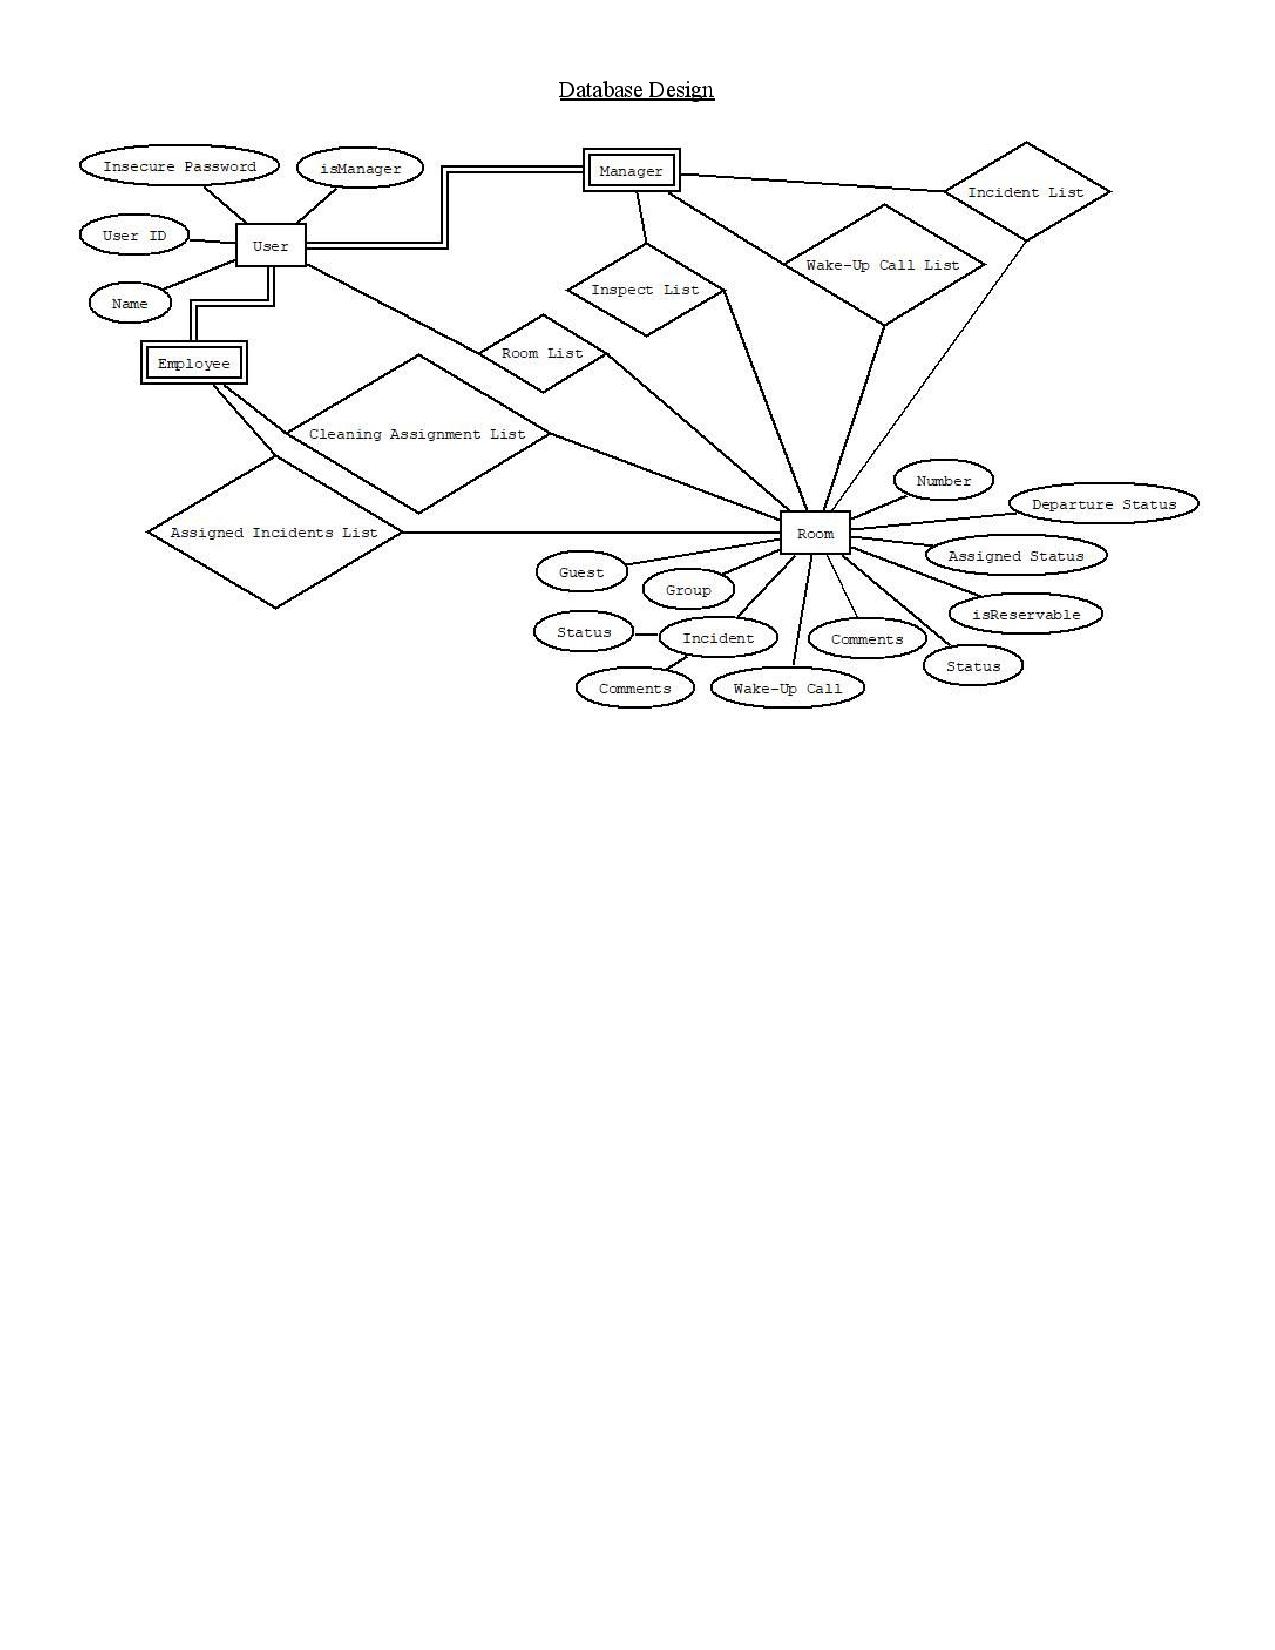 Database Design
Insecure Password
isManager
Manager
Incident List
User ID
User
Wake-Up Call List
Name
Inspect List
Employee
Room List
Cleaning Assignment List
Number
Departure Status
Assigned Incidents List
Room
Assigned Status
Guest
Group
isReservable
Status
Incident
Comments
Status
Comments
Wake-Up Call